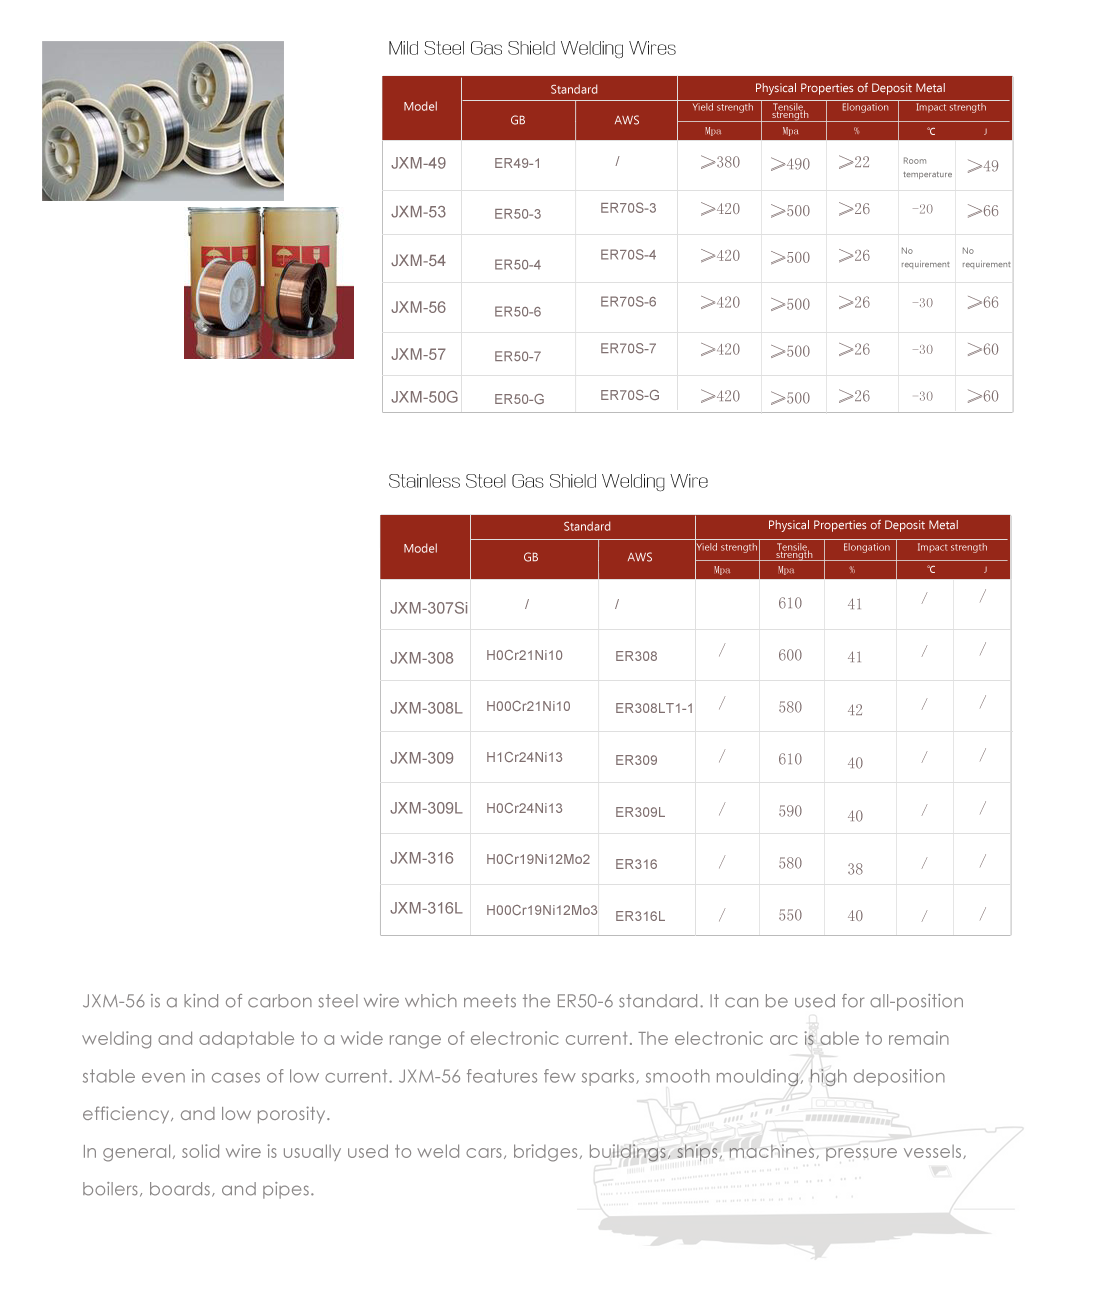 Mild Steel Gas Shield Welding Wires
Model Standard Physical Properties of Deposit Metal
GB AWS Yield strength Tensile strength Elongation Impact strength
Mpa Mpa % ℃ J
JXM-49 ER49-1 / ≥380 ≥490 ≥22 Room temperature ≥49
JXM-53 ER50-3 ER70S-3 ≥420 ≥500 ≥26 -20 ≥66
JXM-54 ER50-4 ER70S-4 ≥420 ≥500 ≥26 No requirement No requirement
JXM-56 ER50-6 ER70S-6 ≥420 ≥500 ≥26 -30 ≥66
JXM-57 ER50-7 ER70S-7 ≥420 ≥500 ≥26 -30 ≥60
JXM-50G ER50-G ER70S-G ≥420 ≥500 ≥26 -30 ≥60
Stainless Steel Gas Shield Welding Wire
Model Standard Physical Properties of Deposit Metal
GB AWS Yield strength Tensile strength Elongation Impact strength
Mpa Mpa % ℃ J
JXM-307Si / / 610 41 / /
JXM-308 H0Cr21Ni10 ER308 / 600 41 / /
JXM-308L H00Cr21Ni10 ER308LT1-1 / 580 42 / /
JXM-309 H1Cr24Ni13 ER309 / 610 40 / /
JXM-309L H0Cr24Ni13 ER309L / 590 40 / /
JXM-316 H0Cr19Ni12Mo2 ER316 / 580 38 / /
JXM-316L H00Cr19Ni12Mo3 ER316L / 550 40 / /
JXM-56 is a kind of carbon steel wire which meets the ER50-6 standard. It can be used for all-position
welding and adaptable to a wide range of electronic current. The electronic arc is able to remain
stable even in cases of low current. JXM-56 features few sparks, smooth moulding, high deposition
efficiency, and low porosity.
In general, solid wire is usually used to weld cars, bridges, buildings, ships, machines, pressure vessels,
boilers, boards, and pipes.